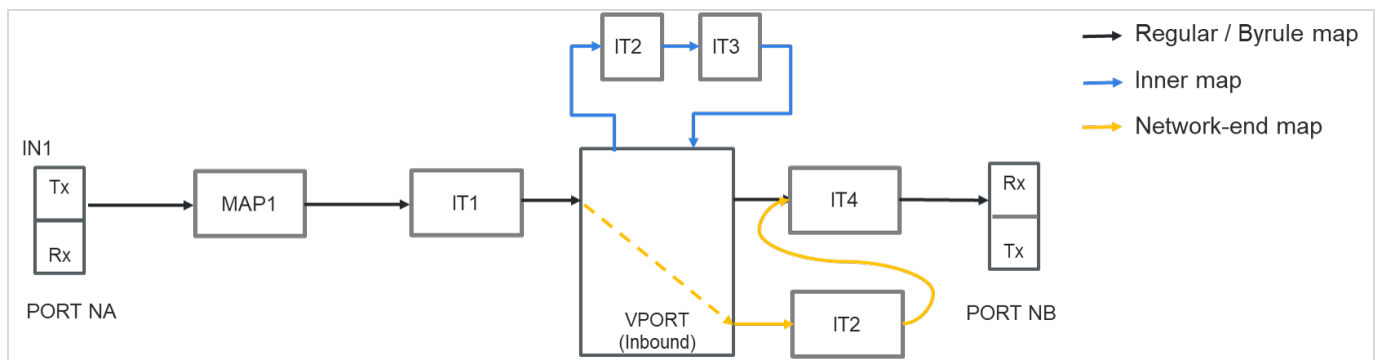 IT2
IT3
Regular / Byrule map
Inner map
Network-end map
IN1
Tx
Rx
MAP1
IT1
IT4
Rx
Tx
PORT NA
VPORT
(Inbound)
IT2
PORT NB